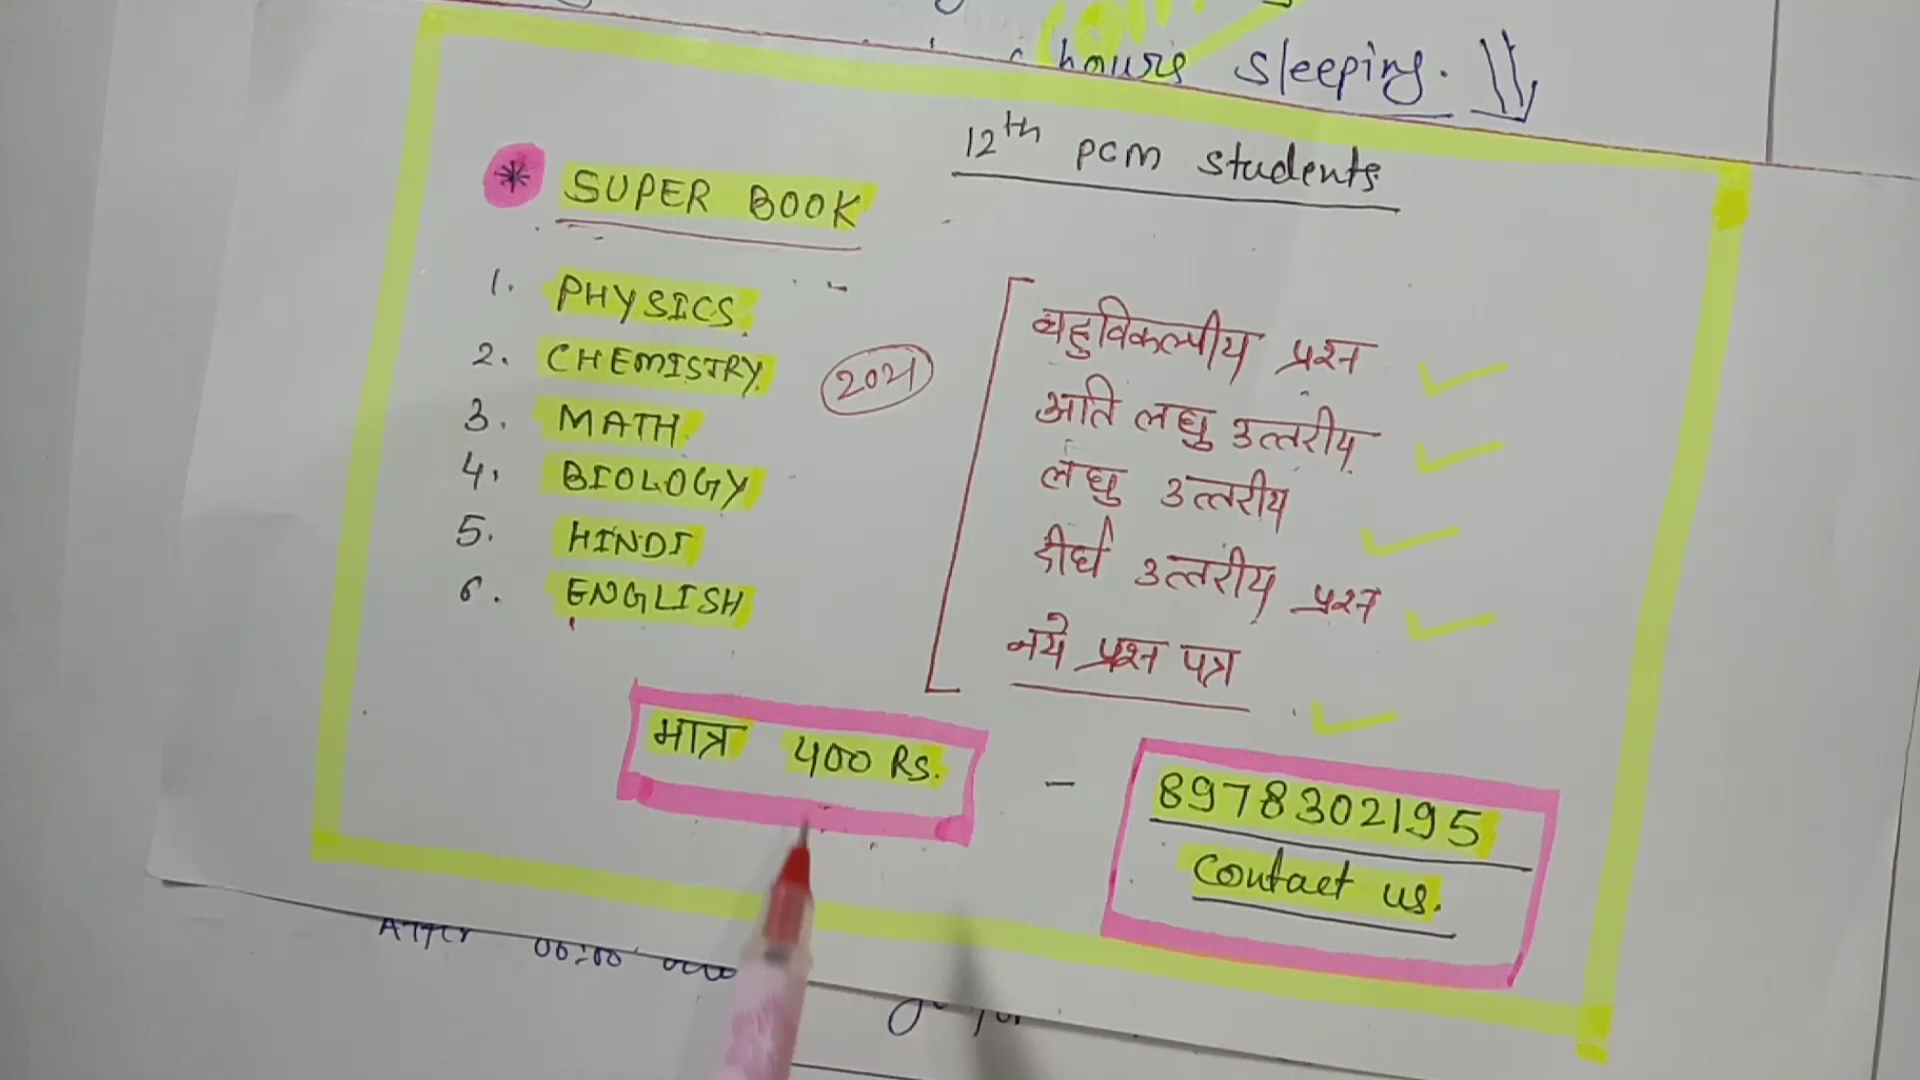 hours sleeping.
12th PCM Students
* SUPER BOOK
1. PHYSICS.
2. CHEMISTRY.
3. MATH.
4. BIOLOGY
5. HINDI
6. ENGLISH
2021
बहुविकल्पीय प्रश्न
अति लघु उत्तरीय
लघु उत्तरीय
दीर्घ उत्तरीय प्रश्न
नये प्रश्न पत्र
मात्र 400 Rs. - 8978302195
Contact us.
After